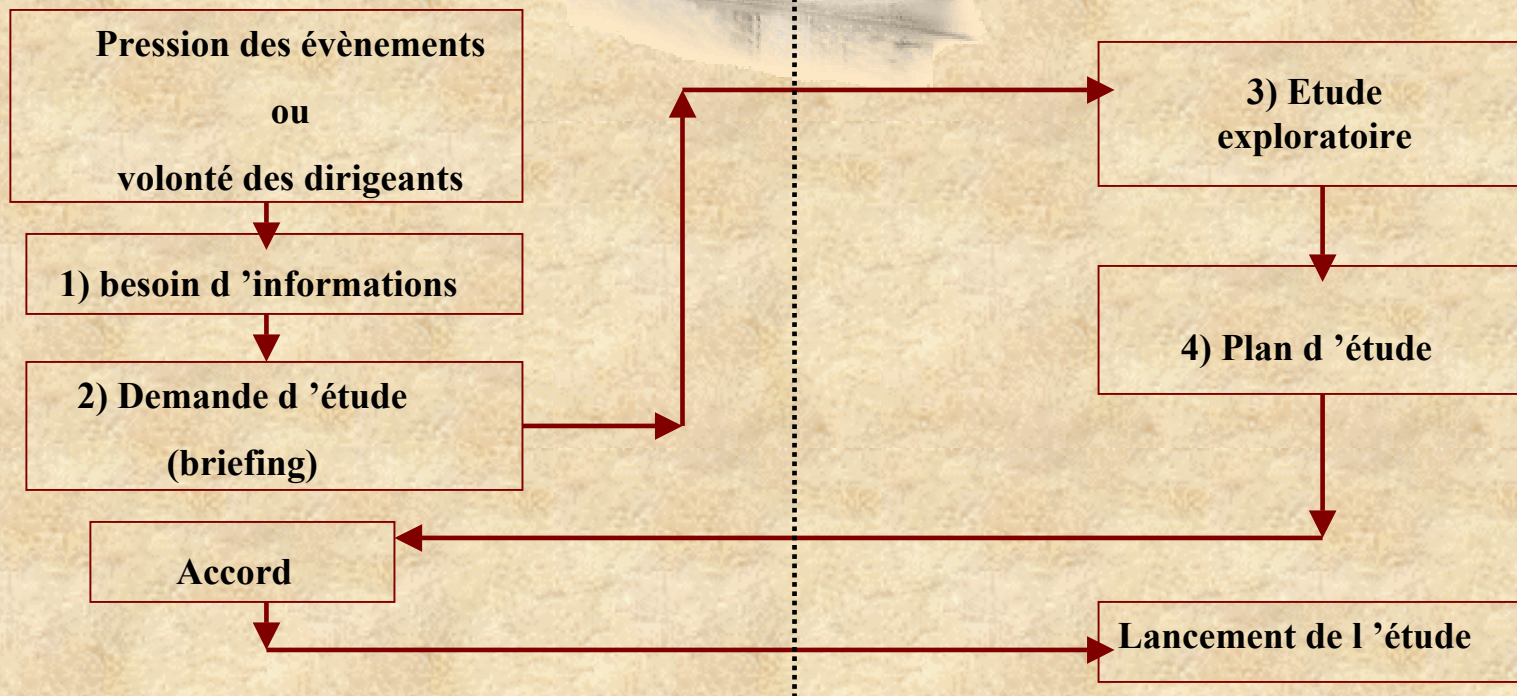 Pression des évènements
ou
volonté des dirigeants
1) besoin d ’informations
2) Demande d ’étude
(briefing)
3) Etude
exploratoire
4) Plan d ’étude
Accord
Lancement de l ’étude